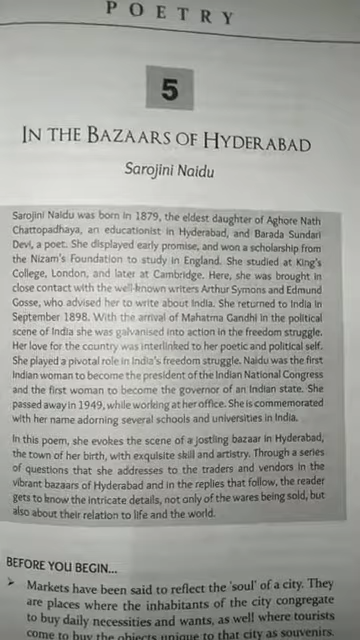 POETRY
5
IN THE BAZAARS OF HYDERABAD
Sarojini Naidu
Sarojini Naidu was born in 1879, the eldest daughter of Aghore Nath
Chattopadhaya, an educationist in Hyderabad, and Barada Sundari
Devi, a poet. She displayed early promise, and won a scholarship from
the Nizam's Foundation to study in England. She studied at King's
College, London, and later at Cambridge. Here, she was brought in
close contact with the well-known writers Arthur Symons and Edmund
Gosse, who advised her to write about India. She returned to India in
September 1898. With the arrival of Mahatma Gandhi in the political
scene of India she was galvanised into action in the freedom struggle.
Her love for the country was interlinked to her poetic and political self.
She played a pivotal role in India's freedom struggle. Naidu was the first
Indian woman to become the president of the Indian National Congress
and the first woman to become the governor of an Indian state. She
passed away in 1949, while working at her office. She is commemorated
with her name adorning several schools and universities in India.
In this poem, she evokes the scene of a jostling bazaar in Hyderabad,
the town of her birth, with exquisite skill and artistry. Through a series
of questions that she addresses to the traders and vendors in the
vibrant bazaars of Hyderabad and in the replies that follow, the reader
gets to know the intricate details, not only of the wares being sold, but
also about their relation to life and the world.
BEFORE YOU BEGIN...
➢ Markets have been said to reflect the 'soul' of a city. They
are places where the inhabitants of the city congregate
to buy daily necessities and wants, as well where tourists
come to buy the objects unique to that city as souvenirs.